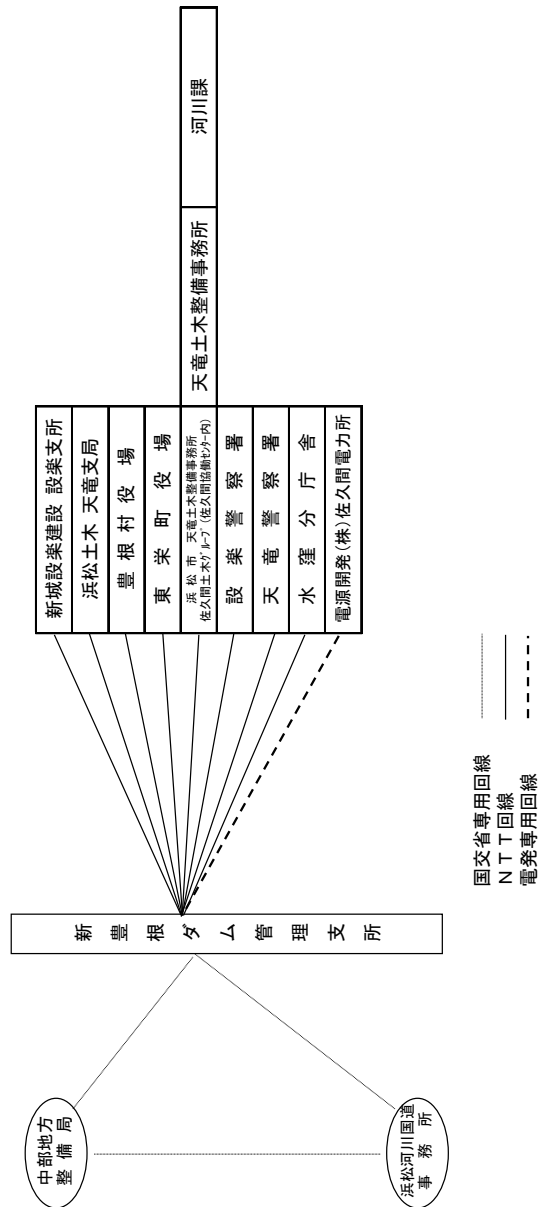 中部地方
整備局
浜松河川国道
事務所
新豊根ダム管理支所
新城設楽建設 設楽支所
浜松土木 天竜支局
豊根村役場
東栄町役場
浜松市 天竜土木整備事務所
佐久間土木グループ(佐久間協働センター内)
設楽警察署
天竜警察署
水窪分庁舎
電源開発(株)佐久間電力所
天竜土木整備事務所
河川課
国交省専用回線
NTT回線
電発専用回線